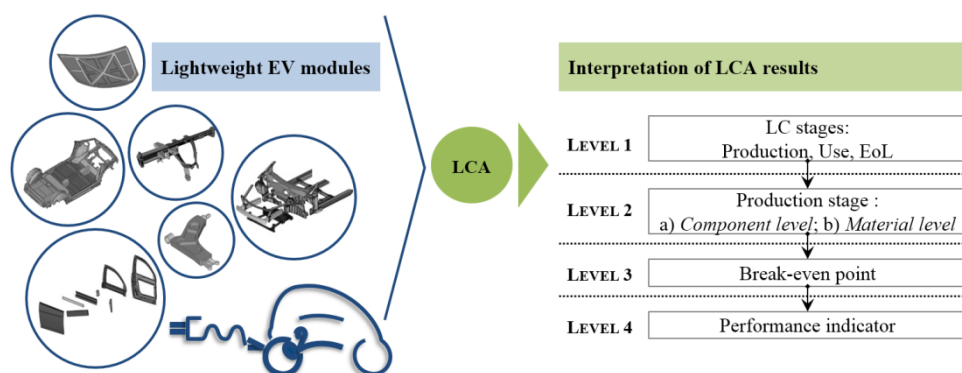 Lightweight EV modules
LCA
Interpretation of LCA results
LEVEL 1
LC stages:
Production, Use, EoL
LEVEL 2
Production stage :
a) Component level; b) Material level
LEVEL 3
Break-even point
LEVEL 4
Performance indicator